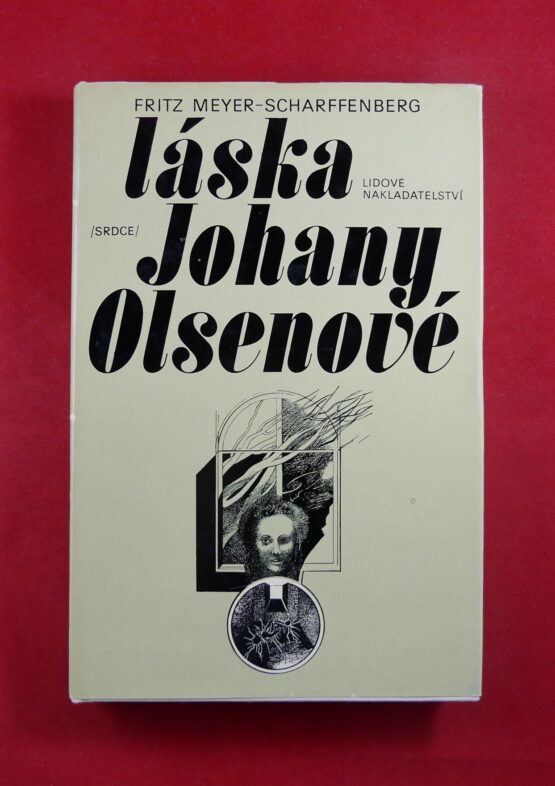 FRITZ MEYER-SCHARFFENBERG
láska
LIDOVÉ
NAKLADATELSTVÍ
/SRDCE/
Johany
Olsenové